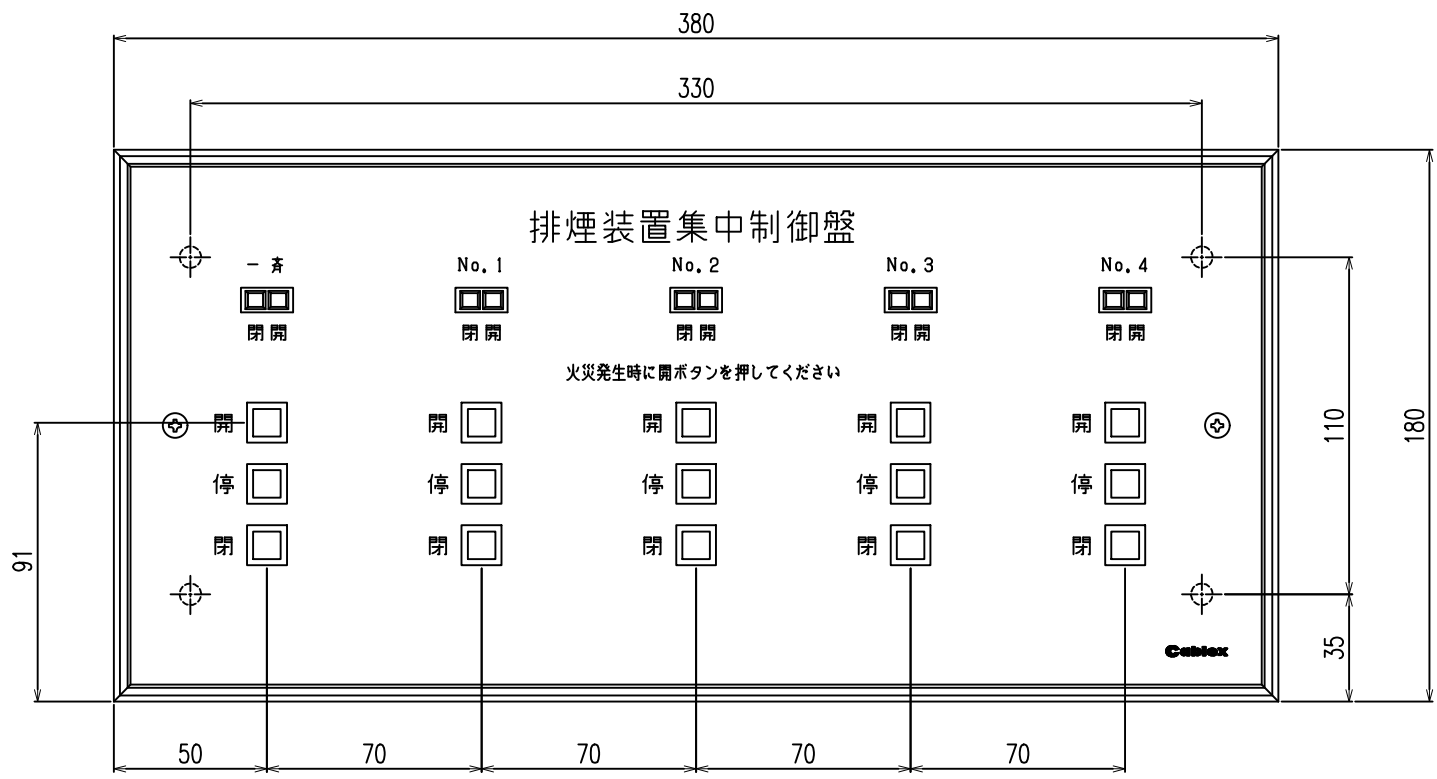 380
330
排煙装置集中制御盤
一斉 No.1 No.2 No.3 No.4
閉開 閉開 閉開 閉開 閉開
火災発生時に開ボタンを押してください
開 開 開 開 開
停 停 停 停 停
閉 閉 閉 閉 閉
91
110
180
35
Cablex
50 70 70 70 70